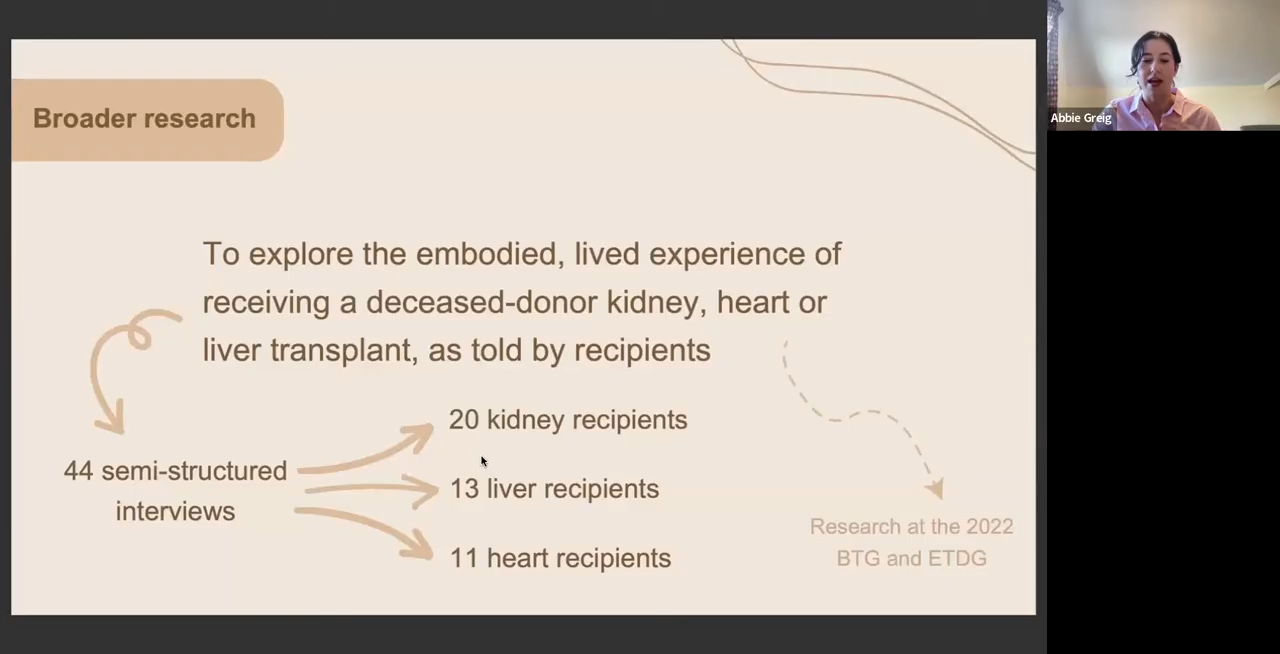 Broader research
To explore the embodied, lived experience of
receiving a deceased-donor kidney, heart or
liver transplant, as told by recipients
44 semi-structured
interviews
20 kidney recipients
13 liver recipients
11 heart recipients
Research at the 2022
BTG and ETDG
Abbie Greig